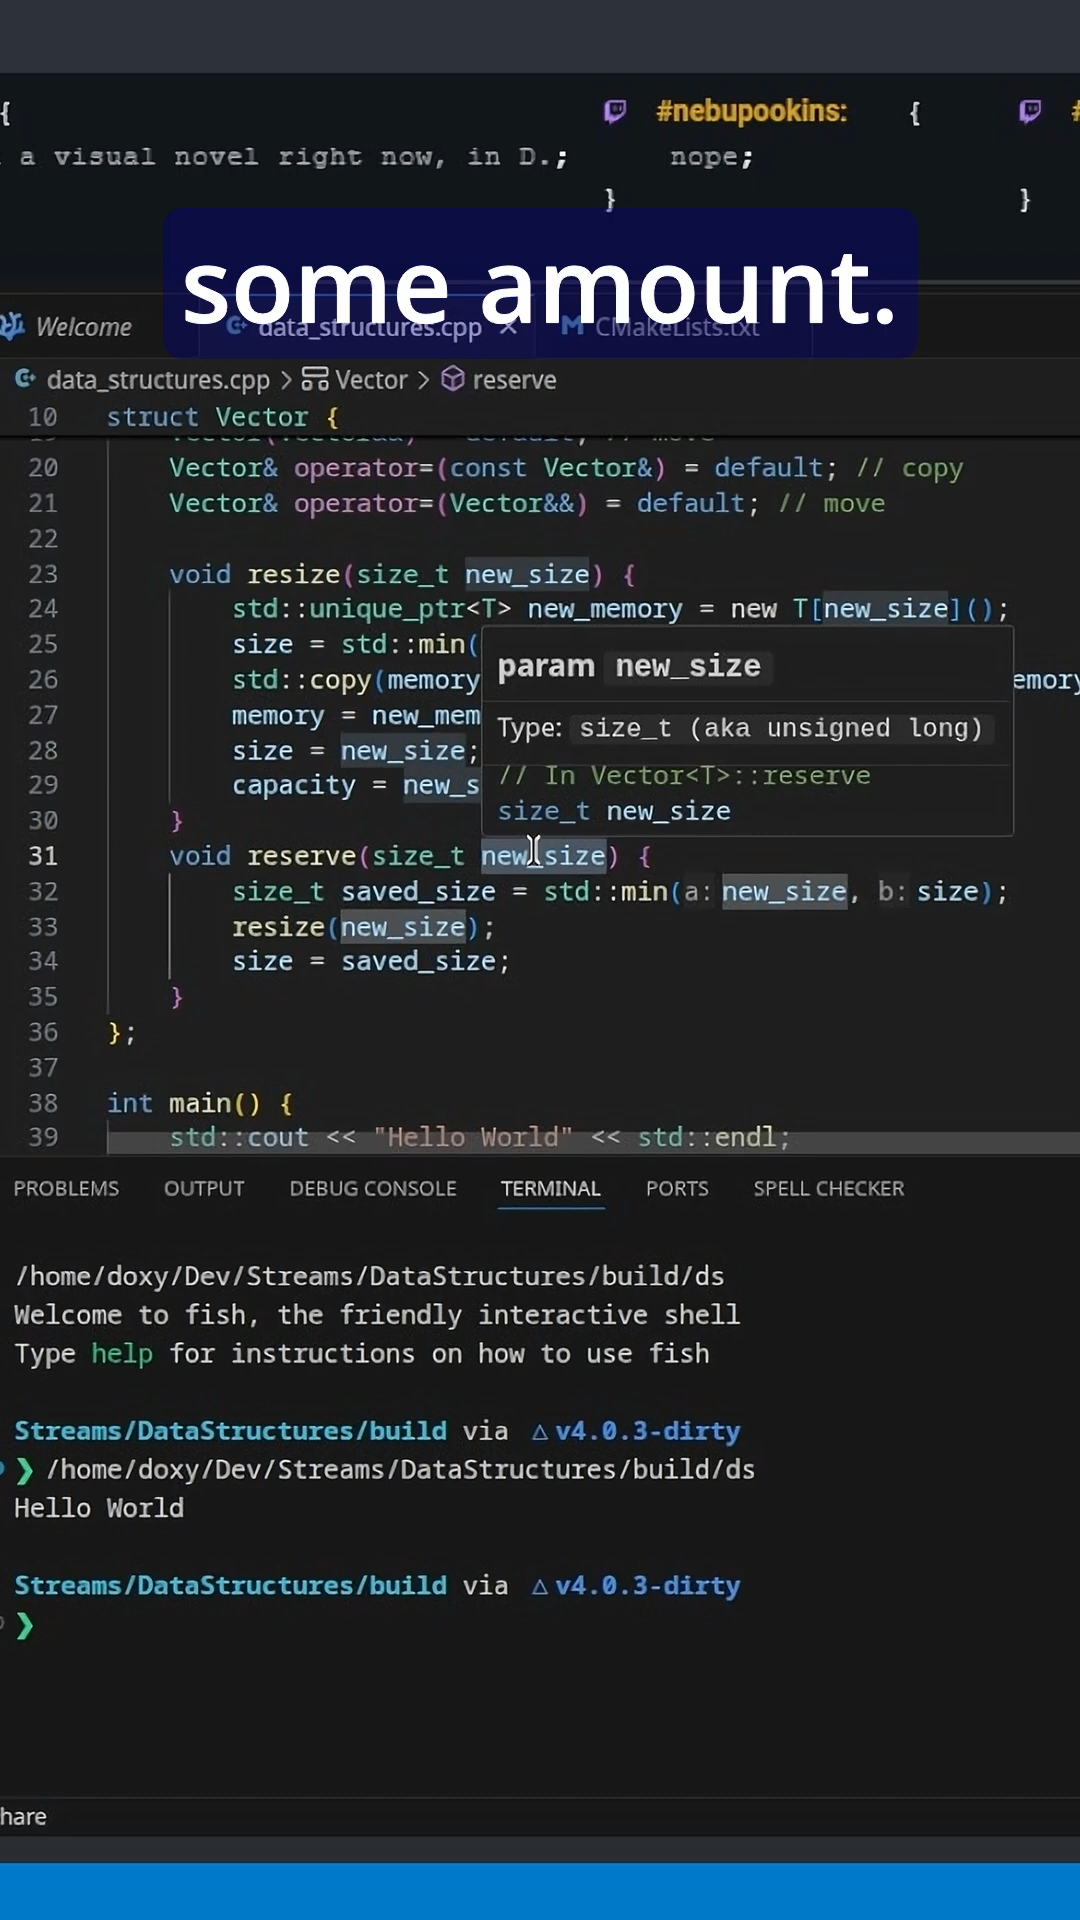 {
#nebupookins: {
a visual novel right now, in D.;
nope;
}
}
some amount.
Welcome
data_structures.cpp
CMakeLists.txt
data_structures.cpp > Vector > reserve
10 struct Vector {
20 Vector& operator=(const Vector&) = default; // copy
21 Vector& operator=(Vector&&) = default; // move
22
23 void resize(size_t new_size) {
24 std::unique_ptr<T> new_memory = new T[new_size]();
25 size = std::min(
26 std::copy(memory
27 memory = new_mem
28 size = new_size;
29 capacity = new_s
param new_size
Type: size_t (aka unsigned long)
// In Vector<T>::reserve
size_t new_size
30 }
31 void reserve(size_t new_size) {
32 size_t saved_size = std::min(a: new_size, b: size);
33 resize(new_size);
34 size = saved_size;
35 }
36 };
37
38 int main() {
39 std::cout << "Hello World" << std::endl;
PROBLEMS OUTPUT DEBUG CONSOLE TERMINAL PORTS SPELL CHECKER
/home/doxy/Dev/Streams/DataStructures/build/ds
Welcome to fish, the friendly interactive shell
Type help for instructions on how to use fish
Streams/DataStructures/build via △ v4.0.3-dirty
❯ /home/doxy/Dev/Streams/DataStructures/build/ds
Hello World
Streams/DataStructures/build via △ v4.0.3-dirty
❯
hare